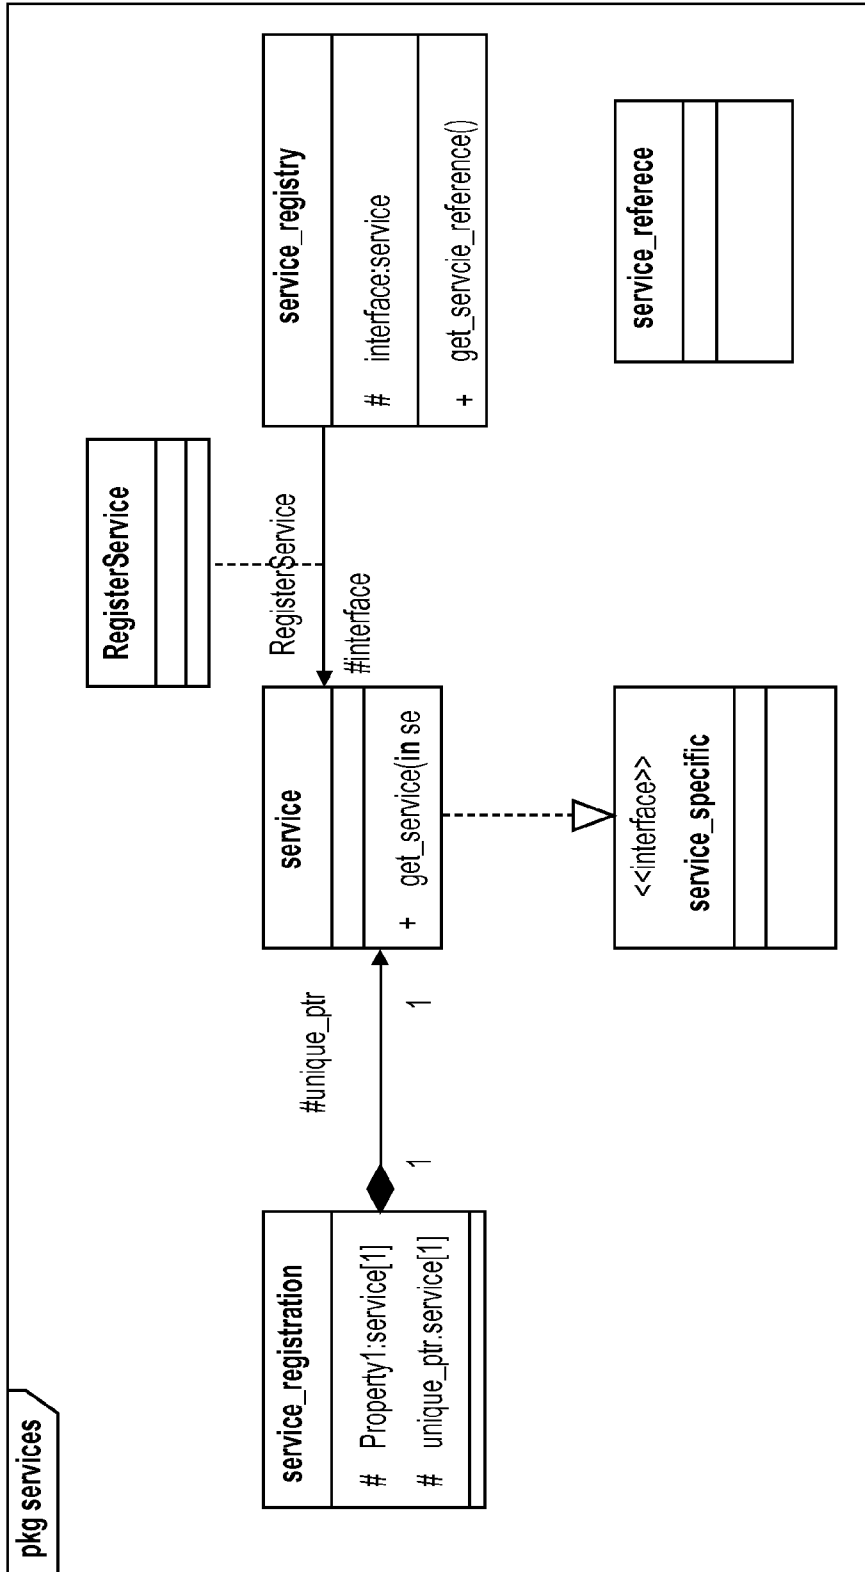 pkg services
RegisterService
service_registration
# Property1:service[1]
# unique_ptr.service[1]
#unique_ptr
1
1
service
+ get_service(in se
RegisterService
#interface
service_registry
# interface:service
+ get_servcie_reference()
<<interface>>
service_specific
service_referece